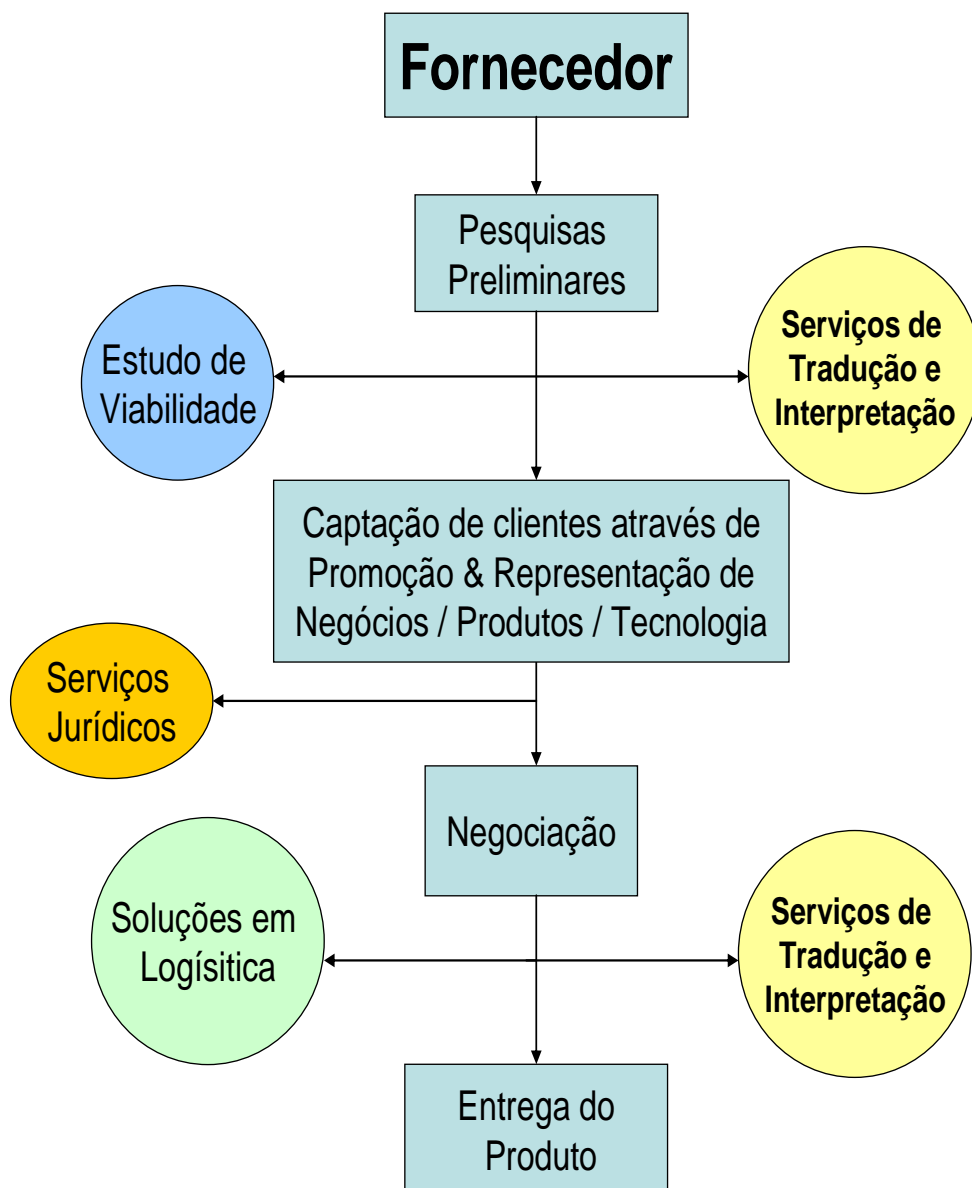 Fornecedor
Pesquisas
Preliminares
Estudo de
Viabilidade
Serviços de
Tradução e
Interpretação
Captação de clientes através de
Promoção & Representação de
Negócios / Produtos / Tecnologia
Serviços
Jurídicos
Negociação
Soluções em
Logísitica
Serviços de
Tradução e
Interpretação
Entrega do
Produto